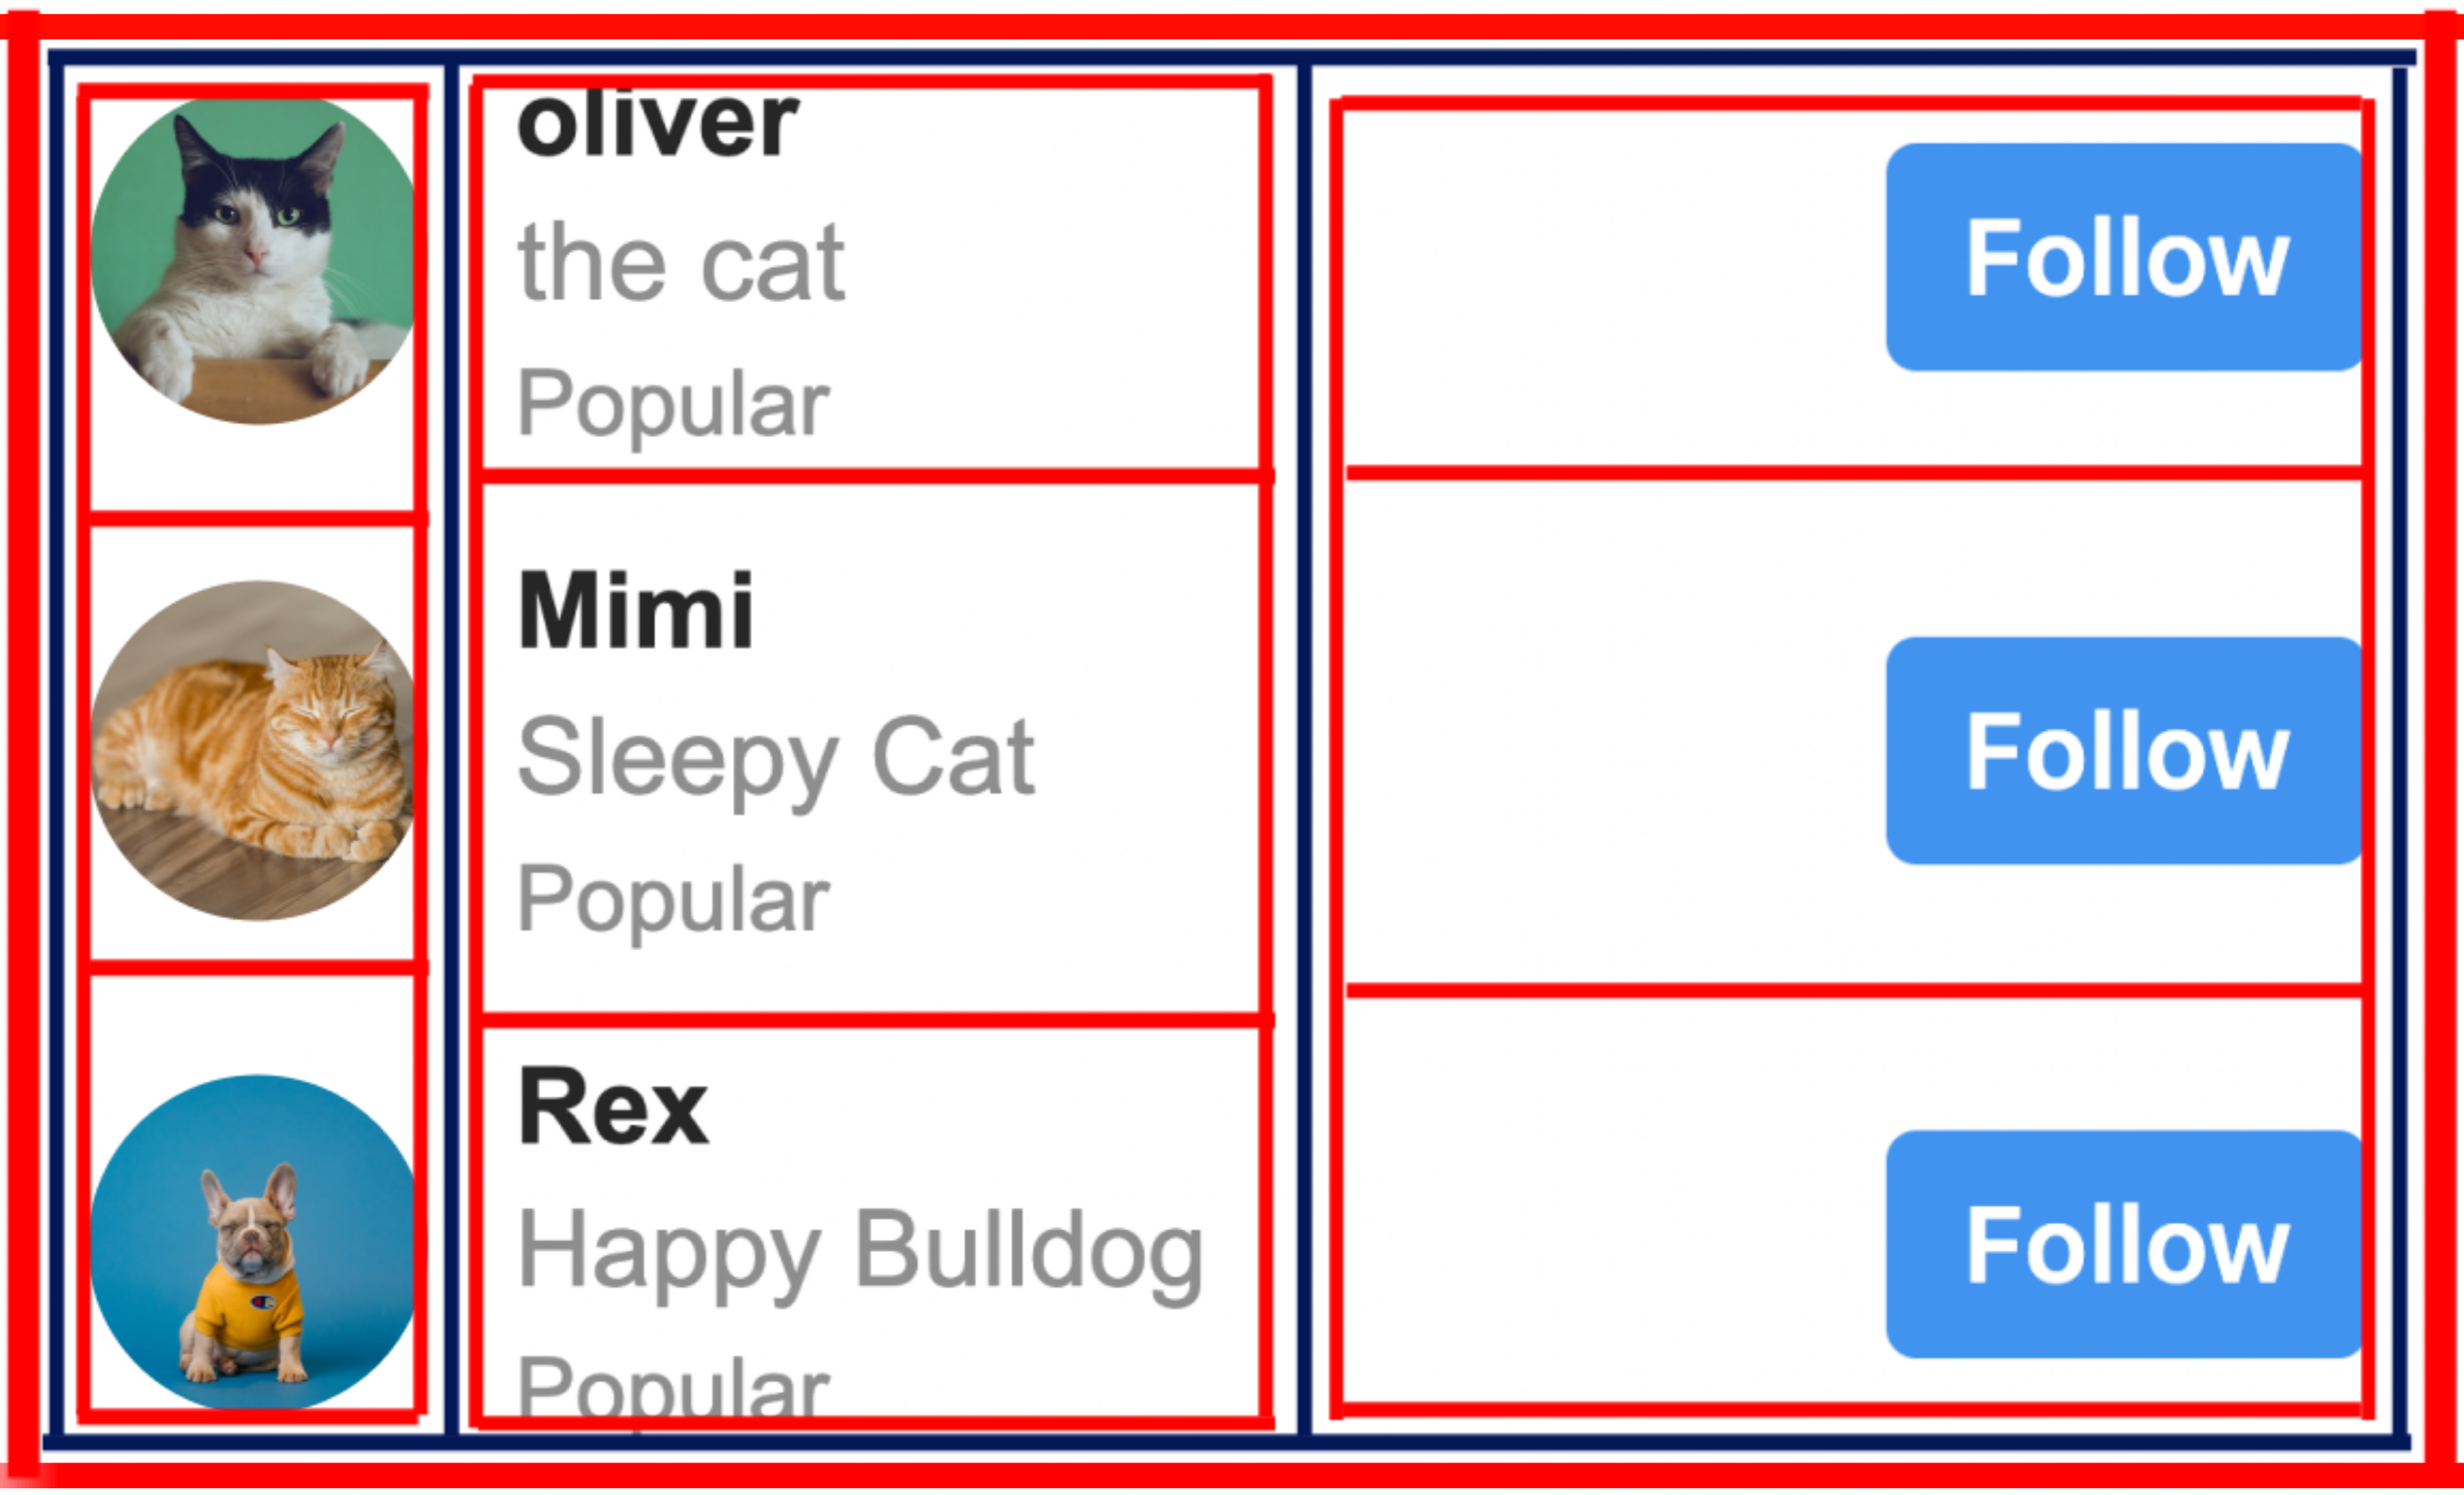 oliver
the cat
Popular
Follow
Mimi
Sleepy Cat
Popular
Follow
Rex
Happy Bulldog
Popular
Follow